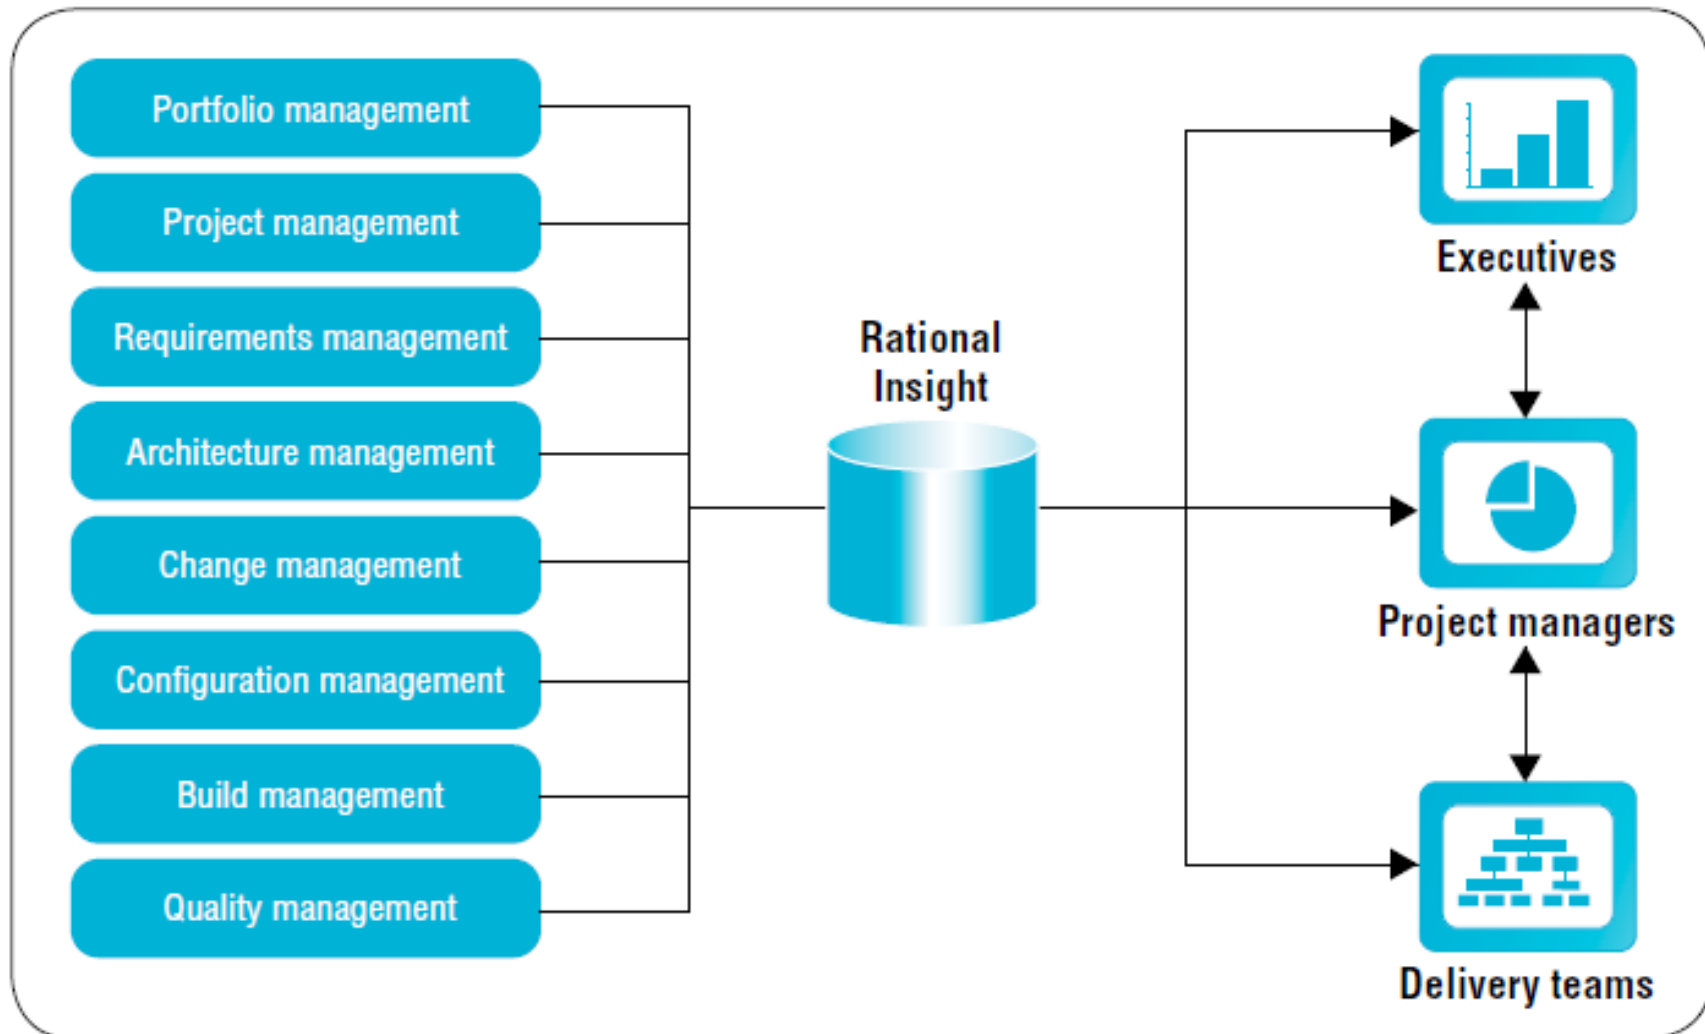 Portfolio management
Project management
Requirements management
Architecture management
Change management
Configuration management
Build management
Quality management
Rational
Insight
Executives
Project managers
Delivery teams